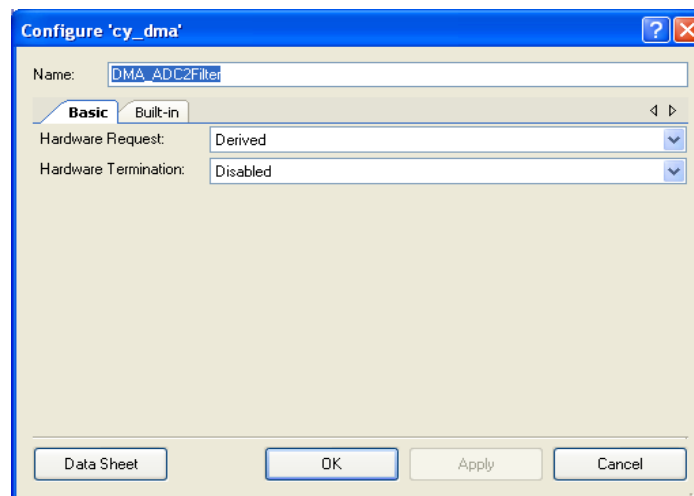 Configure 'cy_dma'
Name: DMA_ADC2Filter
Basic Built-in
Hardware Request: Derived
Hardware Termination: Disabled
Data Sheet OK Apply Cancel